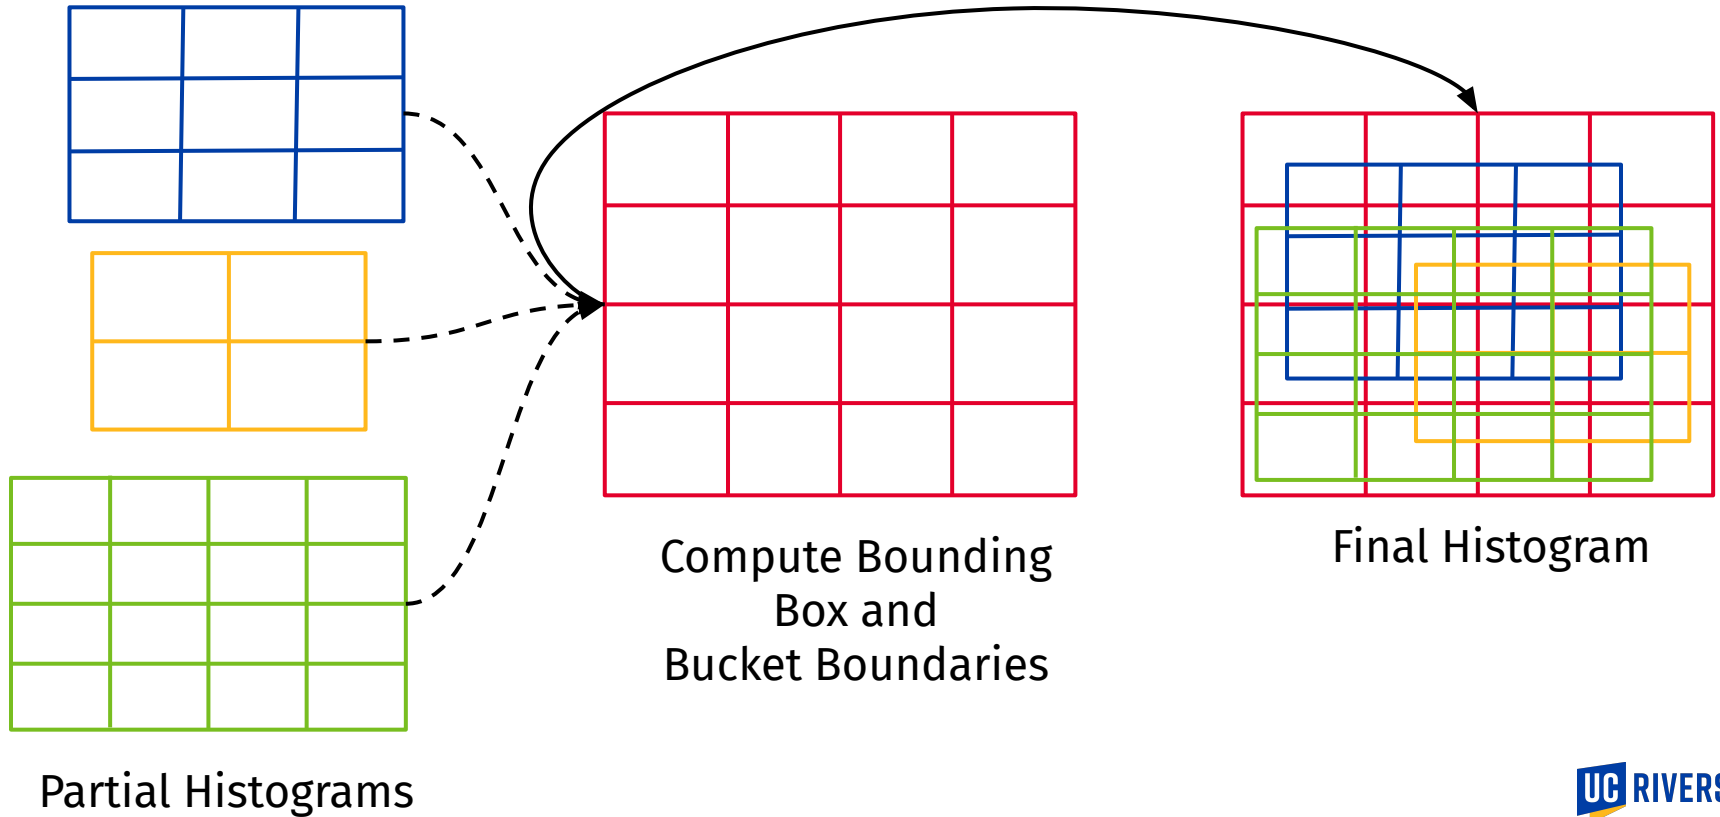 Compute Bounding
Box and
Bucket Boundaries
Final Histogram
Partial Histograms
UC RIVERS